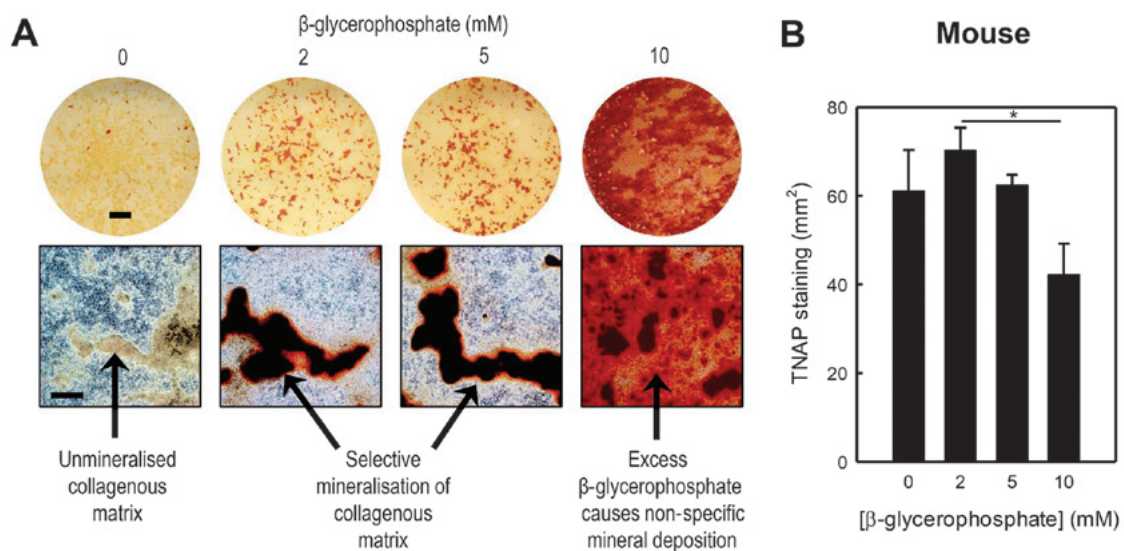 A
β-glycerophosphate (mM)
0 2 5 10
Unmineralised
collagenous
matrix
Selective
mineralisation of
collagenous
matrix
Excess
β-glycerophosphate
causes non-specific
mineral deposition
B
Mouse
TNAP staining (mm²)
80
60
40
20
0
*
0 2 5 10
[β-glycerophosphate] (mM)